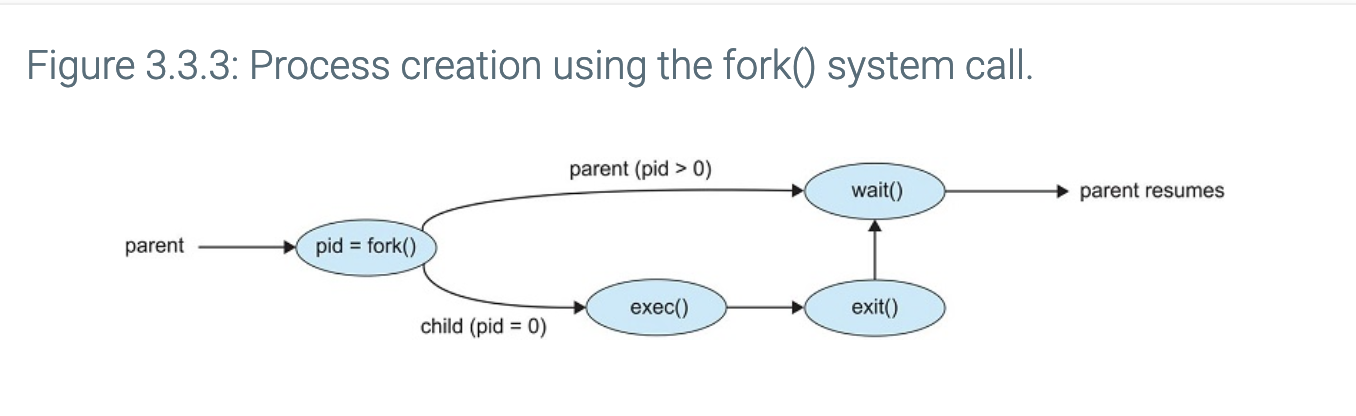 Figure 3.3.3: Process creation using the fork() system call.
parent (pid > 0)
wait()
parent resumes
parent
pid = fork()
exec()
exit()
child (pid = 0)